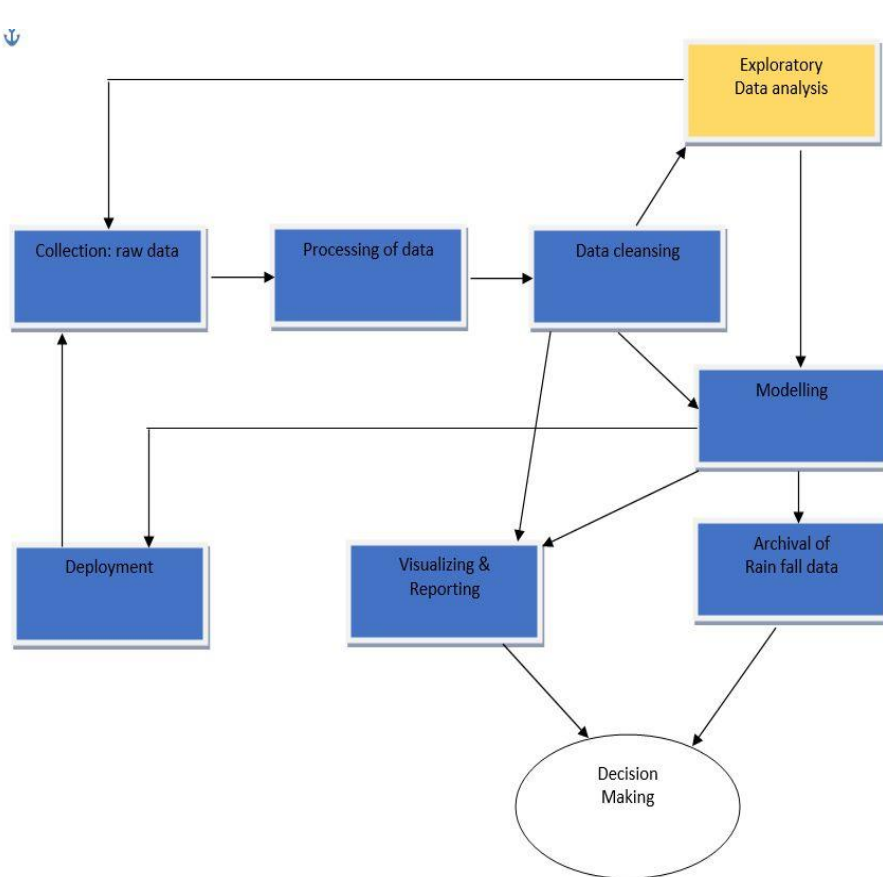 Exploratory
Data analysis
Collection: raw data
Processing of data
Data cleansing
Modelling
Deployment
Visualizing &
Reporting
Archival of
Rain fall data
Decision
Making